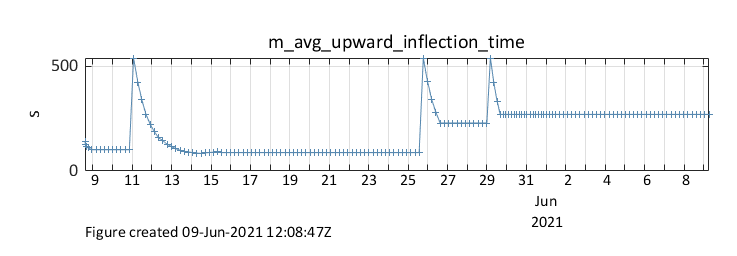 m_avg_upward_inflection_time
500
s
0
9 11 13 15 17 19 21 23 25 27 29 31 2 4 6 8
Jun
2021
Figure created 09-Jun-2021 12:08:47Z